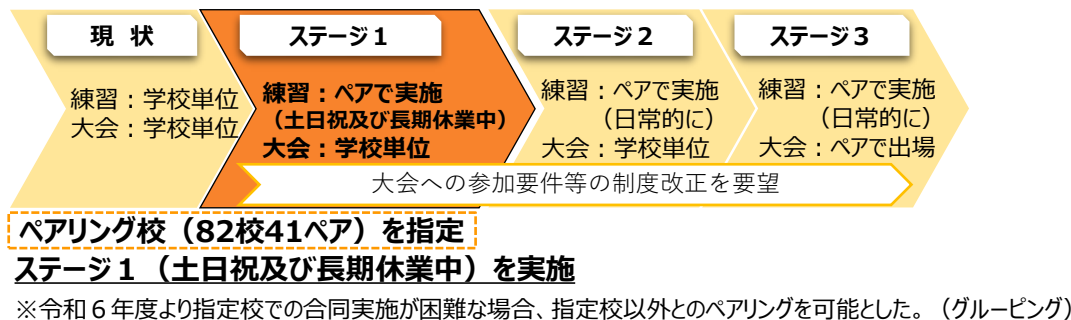 現 状
練習：学校単位
大会：学校単位
ステージ１
練習：ペアで実施
（土日祝及び長期休業中）
大会：学校単位
ステージ２
練習：ペアで実施
（日常的に）
大会：学校単位
ステージ３
練習：ペアで実施
（日常的に）
大会：ペアで出場
大会への参加要件等の制度改正を要望
ペアリング校（82校41ペア）を指定
ステージ１（土日祝及び長期休業中）を実施
※令和６年度より指定校での合同実施が困難な場合、指定校以外とのペアリングを可能とした。（グルーピング）